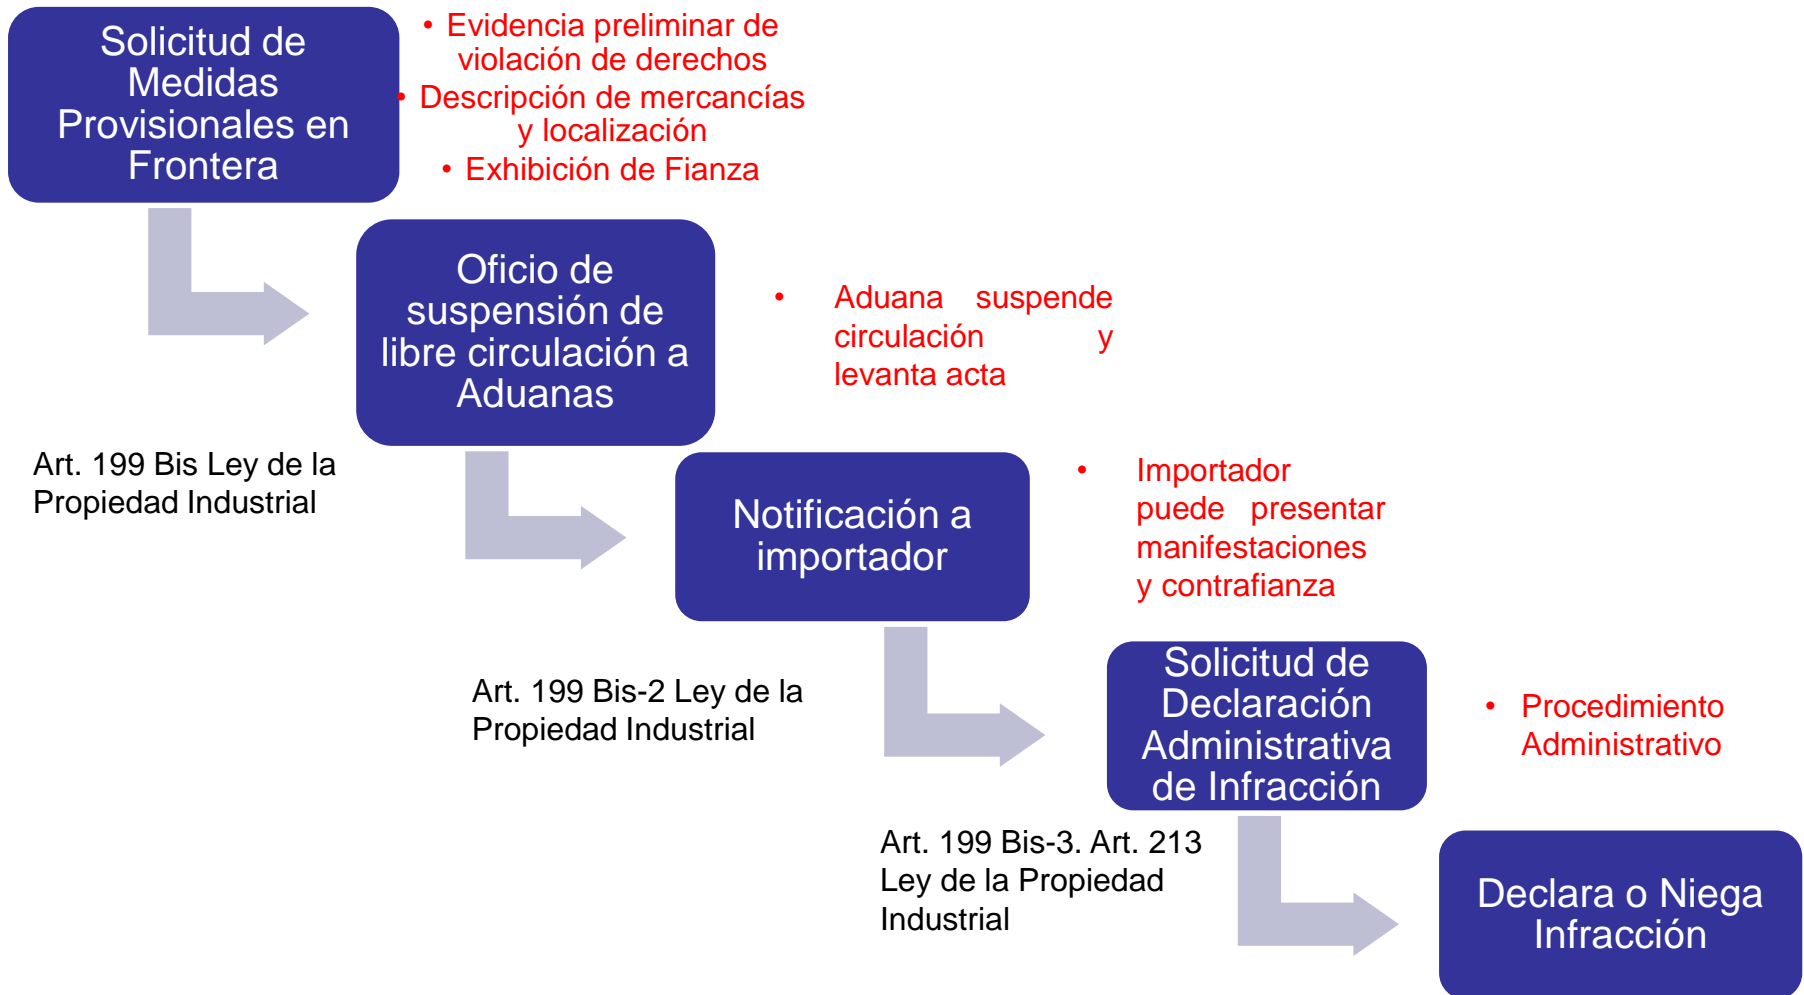 Solicitud de
Medidas
Provisionales en
Frontera
• Evidencia preliminar de
violación de derechos
• Descripción de mercancías
y localización
• Exhibición de Fianza
Oficio de
suspensión de
libre circulación a
Aduanas
• Aduana suspende
circulación y
levanta acta
Art. 199 Bis Ley de la
Propiedad Industrial
Notificación a
importador
• Importador
puede presentar
manifestaciones
y contrafianza
Art. 199 Bis-2 Ley de la
Propiedad Industrial
Solicitud de
Declaración
Administrativa
de Infracción
• Procedimiento
Administrativo
Art. 199 Bis-3. Art. 213
Ley de la Propiedad
Industrial
Declara o Niega
Infracción